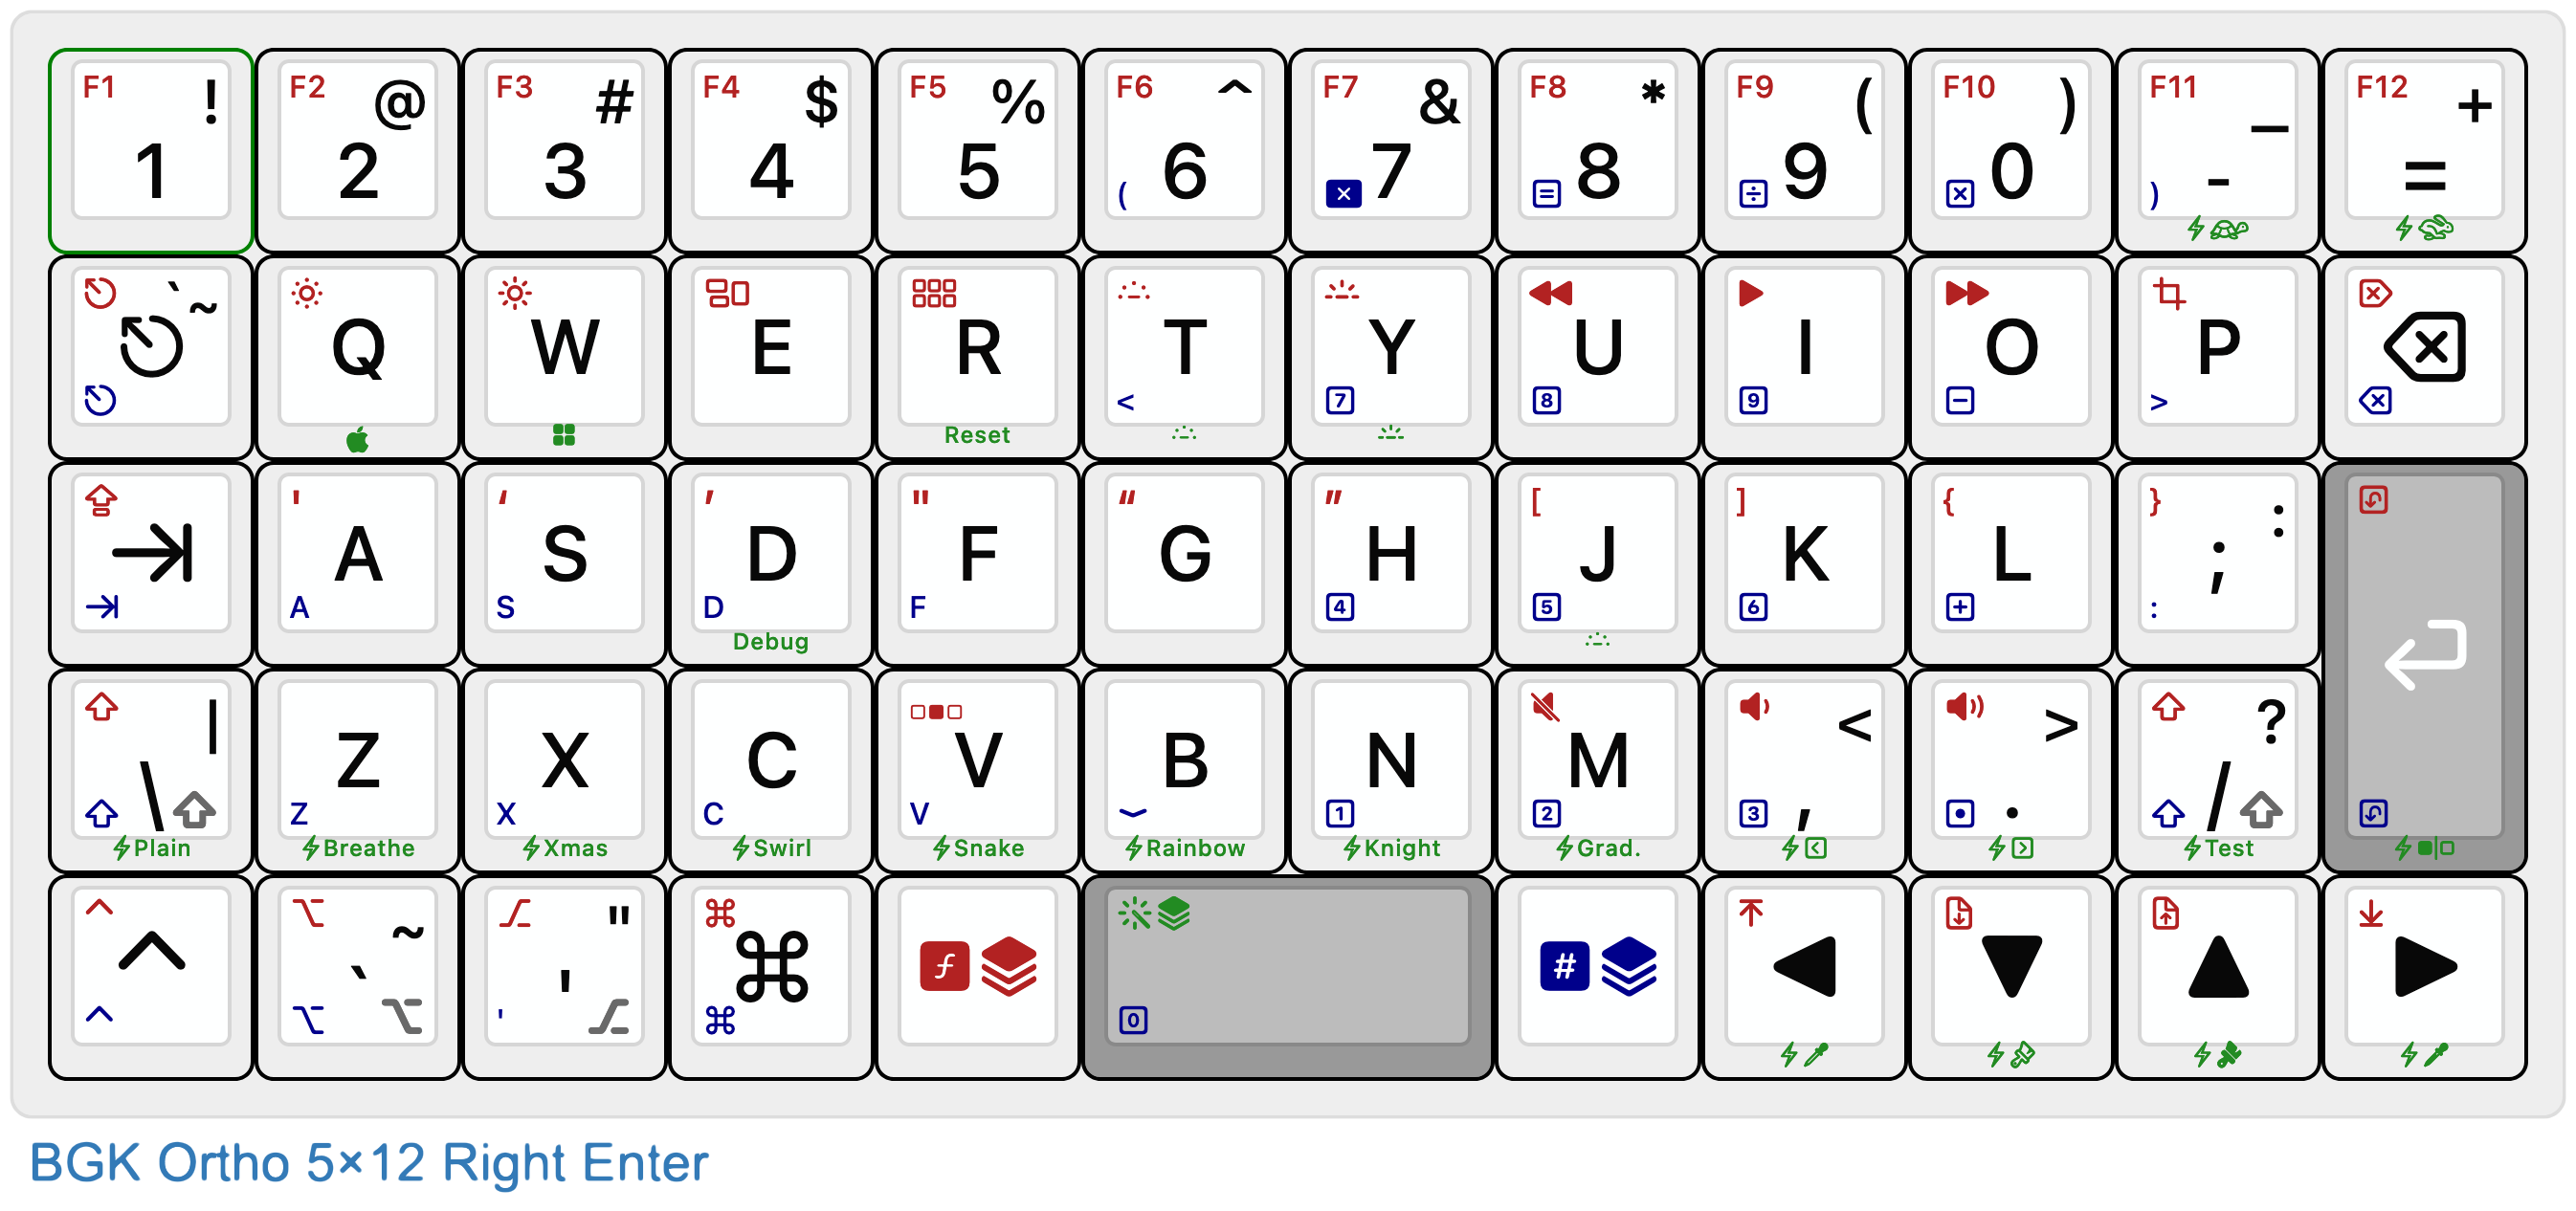 F1 ! F2 @ F3 # F4 $ F5 % F6 ^ F7 & F8 * F9 ( F10 ) F11 _ F12 +
1 2 3 4 5 ( 6 × 7 = 8 ÷ 9 × 0 ) - =
` ~
Q W E R T Y U I O P
< 7 8 9 − >
Reset
' ‘ ’ " “ ” [ ] { } :
A S D F G H J K L ;
A S D F 4 5 6 + :
Debug
| < > ?
\ Z X C V B N M , . /
Z X C V 1 2 3
Plain Breathe Xmas Swirl Snake Rainbow Knight Grad. < > Test
^ ⌥ ~ "
^ ` ' ⌘ ƒ #
^ ⌥ ' ⌘ 0
BGK Ortho 5×12 Right Enter